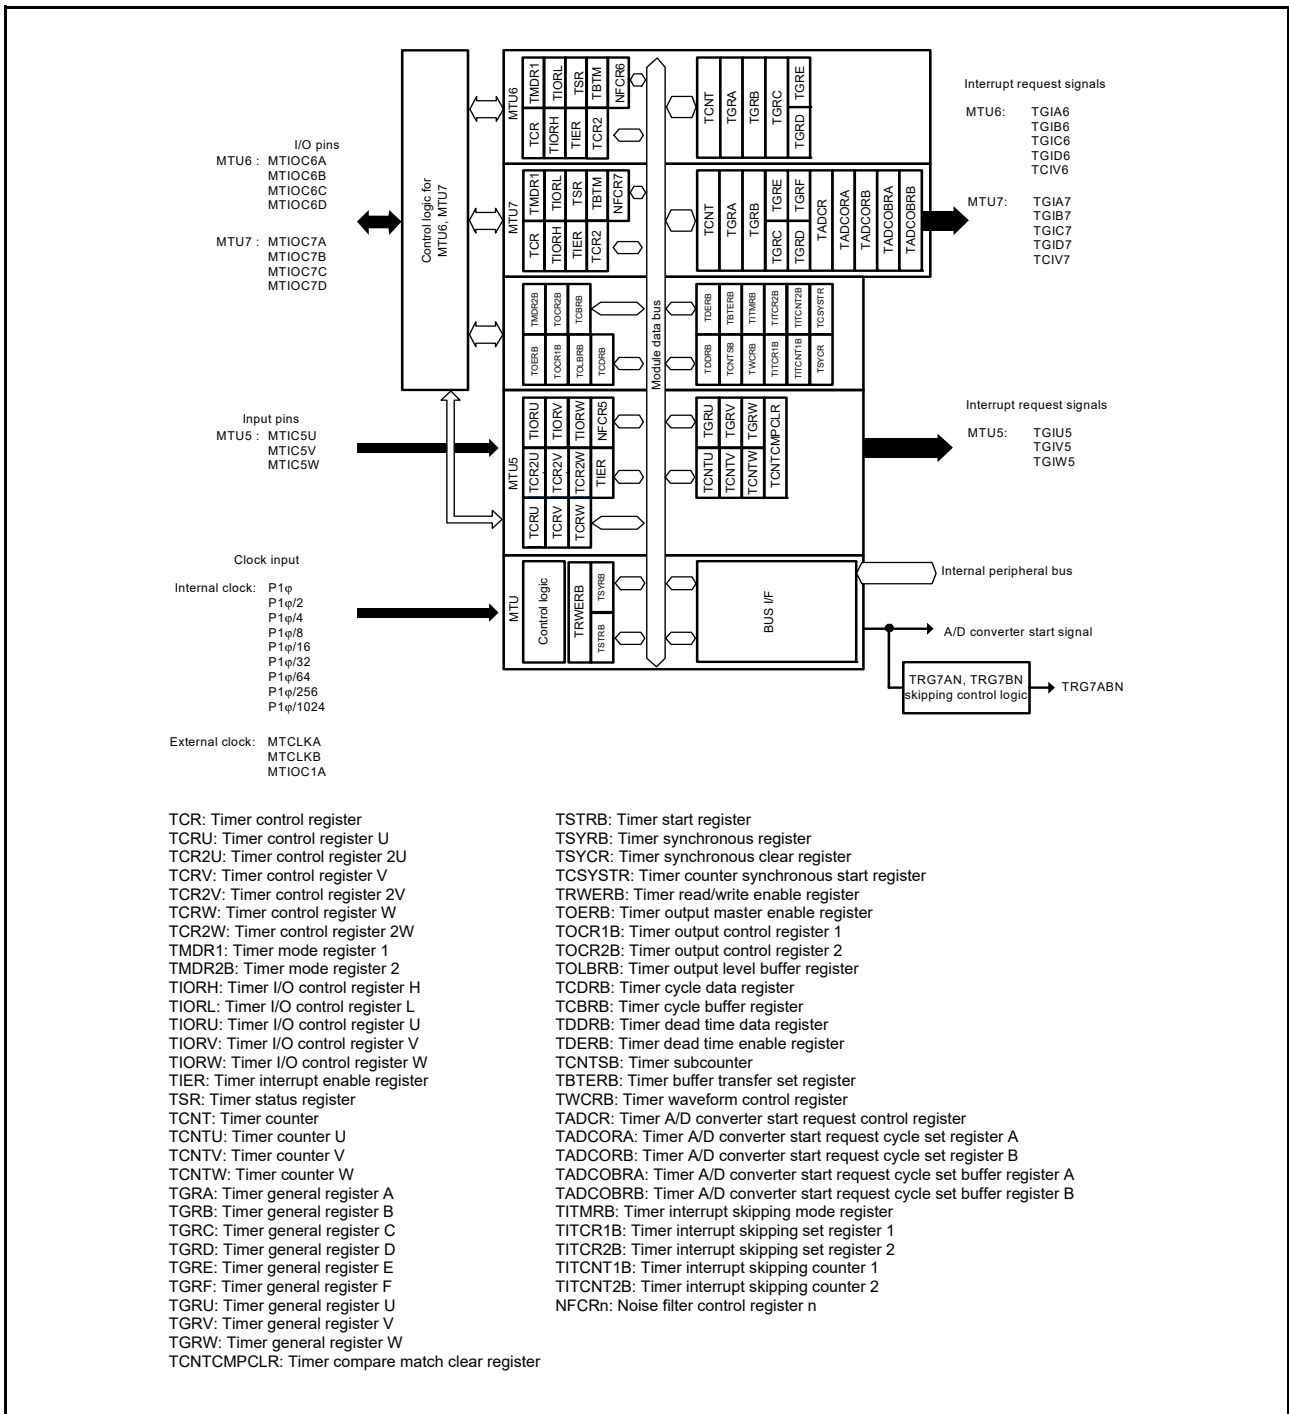 I/O pins
MTU6 : MTIOC6A
MTIOC6B
MTIOC6C
MTIOC6D
MTU7 : MTIOC7A
MTIOC7B
MTIOC7C
MTIOC7D
Input pins
MTU5 : MTIC5U
MTIC5V
MTIC5W
Clock input
Internal clock: P1φ
P1φ/2
P1φ/4
P1φ/8
P1φ/16
P1φ/32
P1φ/64
P1φ/256
P1φ/1024
External clock: MTCLKA
MTCLKB
MTIOC1A
Control logic for
MTU6, MTU7
MTU6
TMDR1 TIORL TSR TBTM NFCR6
TCR TIORH TIER TCR2
TCNT TGRA TGRB TGRC TGRE
TGRD
MTU7
TMDR1 TIORL TSR TBTM NFCR7
TCR TIORH TIER TCR2
TCNT TGRA TGRB TGRE TGRF TADCR TADCORA TADCORB TADCOBRA TADCOBRB
TGRC TGRD
TMDR2B TOCR2B TCBRB
TOERB TOCR1B TOLBRB TCDRB
TDERB TBTERB TITMRB TITCR2B TITCNT2B TCSYSTR
TDDRB TCNTSB TWCRB TITCR1B TITCNT1B TSYCR
Module data bus
MTU5
TIORU TIORV TIORW NFCR5
TCR2U TCR2V TCR2W TIER
TCRU TCRV TCRW
TGRU TGRV TGRW TCNTCMPCLR
TCNTU TCNTV TCNTW
MTU
Control logic
TRWERB
TSYRB
TSTRB
BUS I/F
Interrupt request signals
MTU6: TGIA6
TGIB6
TGIC6
TGID6
TCIV6
MTU7: TGIA7
TGIB7
TGIC7
TGID7
TCIV7
Interrupt request signals
MTU5: TGIU5
TGIV5
TGIW5
Internal peripheral bus
A/D converter start signal
TRG7AN, TRG7BN
skipping control logic
TRG7ABN
TCR: Timer control register
TCRU: Timer control register U
TCR2U: Timer control register 2U
TCRV: Timer control register V
TCR2V: Timer control register 2V
TCRW: Timer control register W
TCR2W: Timer control register 2W
TMDR1: Timer mode register 1
TMDR2B: Timer mode register 2
TIORH: Timer I/O control register H
TIORL: Timer I/O control register L
TIORU: Timer I/O control register U
TIORV: Timer I/O control register V
TIORW: Timer I/O control register W
TIER: Timer interrupt enable register
TSR: Timer status register
TCNT: Timer counter
TCNTU: Timer counter U
TCNTV: Timer counter V
TCNTW: Timer counter W
TGRA: Timer general register A
TGRB: Timer general register B
TGRC: Timer general register C
TGRD: Timer general register D
TGRE: Timer general register E
TGRF: Timer general register F
TGRU: Timer general register U
TGRV: Timer general register V
TGRW: Timer general register W
TCNTCMPCLR: Timer compare match clear register
TSTRB: Timer start register
TSYRB: Timer synchronous register
TSYCR: Timer synchronous clear register
TCSYSTR: Timer counter synchronous start register
TRWERB: Timer read/write enable register
TOERB: Timer output master enable register
TOCR1B: Timer output control register 1
TOCR2B: Timer output control register 2
TOLBRB: Timer output level buffer register
TCDRB: Timer cycle data register
TCBRB: Timer cycle buffer register
TDDRB: Timer dead time data register
TDERB: Timer dead time enable register
TCNTSB: Timer subcounter
TBTERB: Timer buffer transfer set register
TWCRB: Timer waveform control register
TADCR: Timer A/D converter start request control register
TADCORA: Timer A/D converter start request cycle set register A
TADCORB: Timer A/D converter start request cycle set register B
TADCOBRA: Timer A/D converter start request cycle set buffer register A
TADCOBRB: Timer A/D converter start request cycle set buffer register B
TITMRB: Timer interrupt skipping mode register
TITCR1B: Timer interrupt skipping set register 1
TITCR2B: Timer interrupt skipping set register 2
TITCNT1B: Timer interrupt skipping counter 1
TITCNT2B: Timer interrupt skipping counter 2
NFCRn: Noise filter control register n